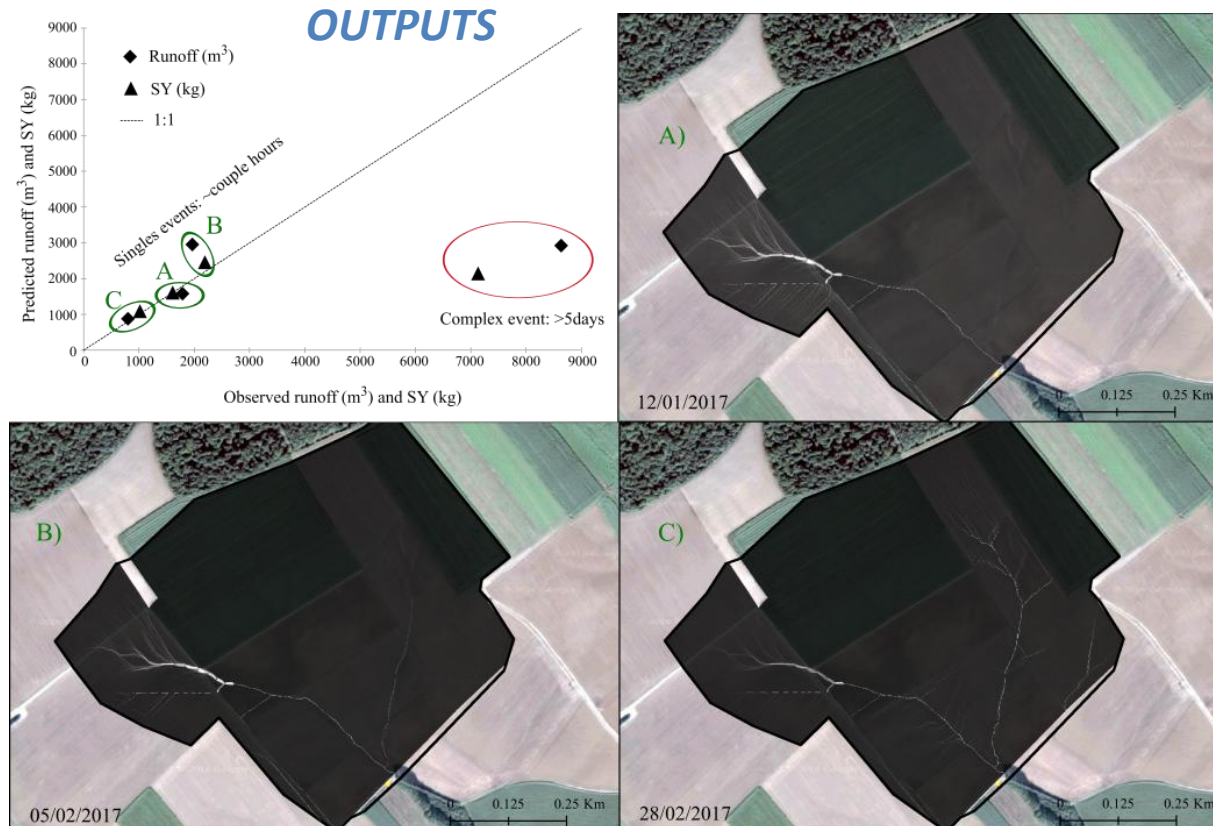 OUTPUTS
9000
8000
7000
6000
5000
4000
3000
2000
1000
0
Predicted runoff (m³) and SY (kg)
Runoff (m³)
SY (kg)
1:1
Singles events: ~couple hours
B
A
C
Complex event: >5days
0 1000 2000 3000 4000 5000 6000 7000 8000 9000
Observed runoff (m³) and SY (kg)
A)
12/01/2017
0 0.125 0.25 Km
B)
05/02/2017
0 0.125 0.25 Km
C)
28/02/2017
0 0.125 0.25 Km